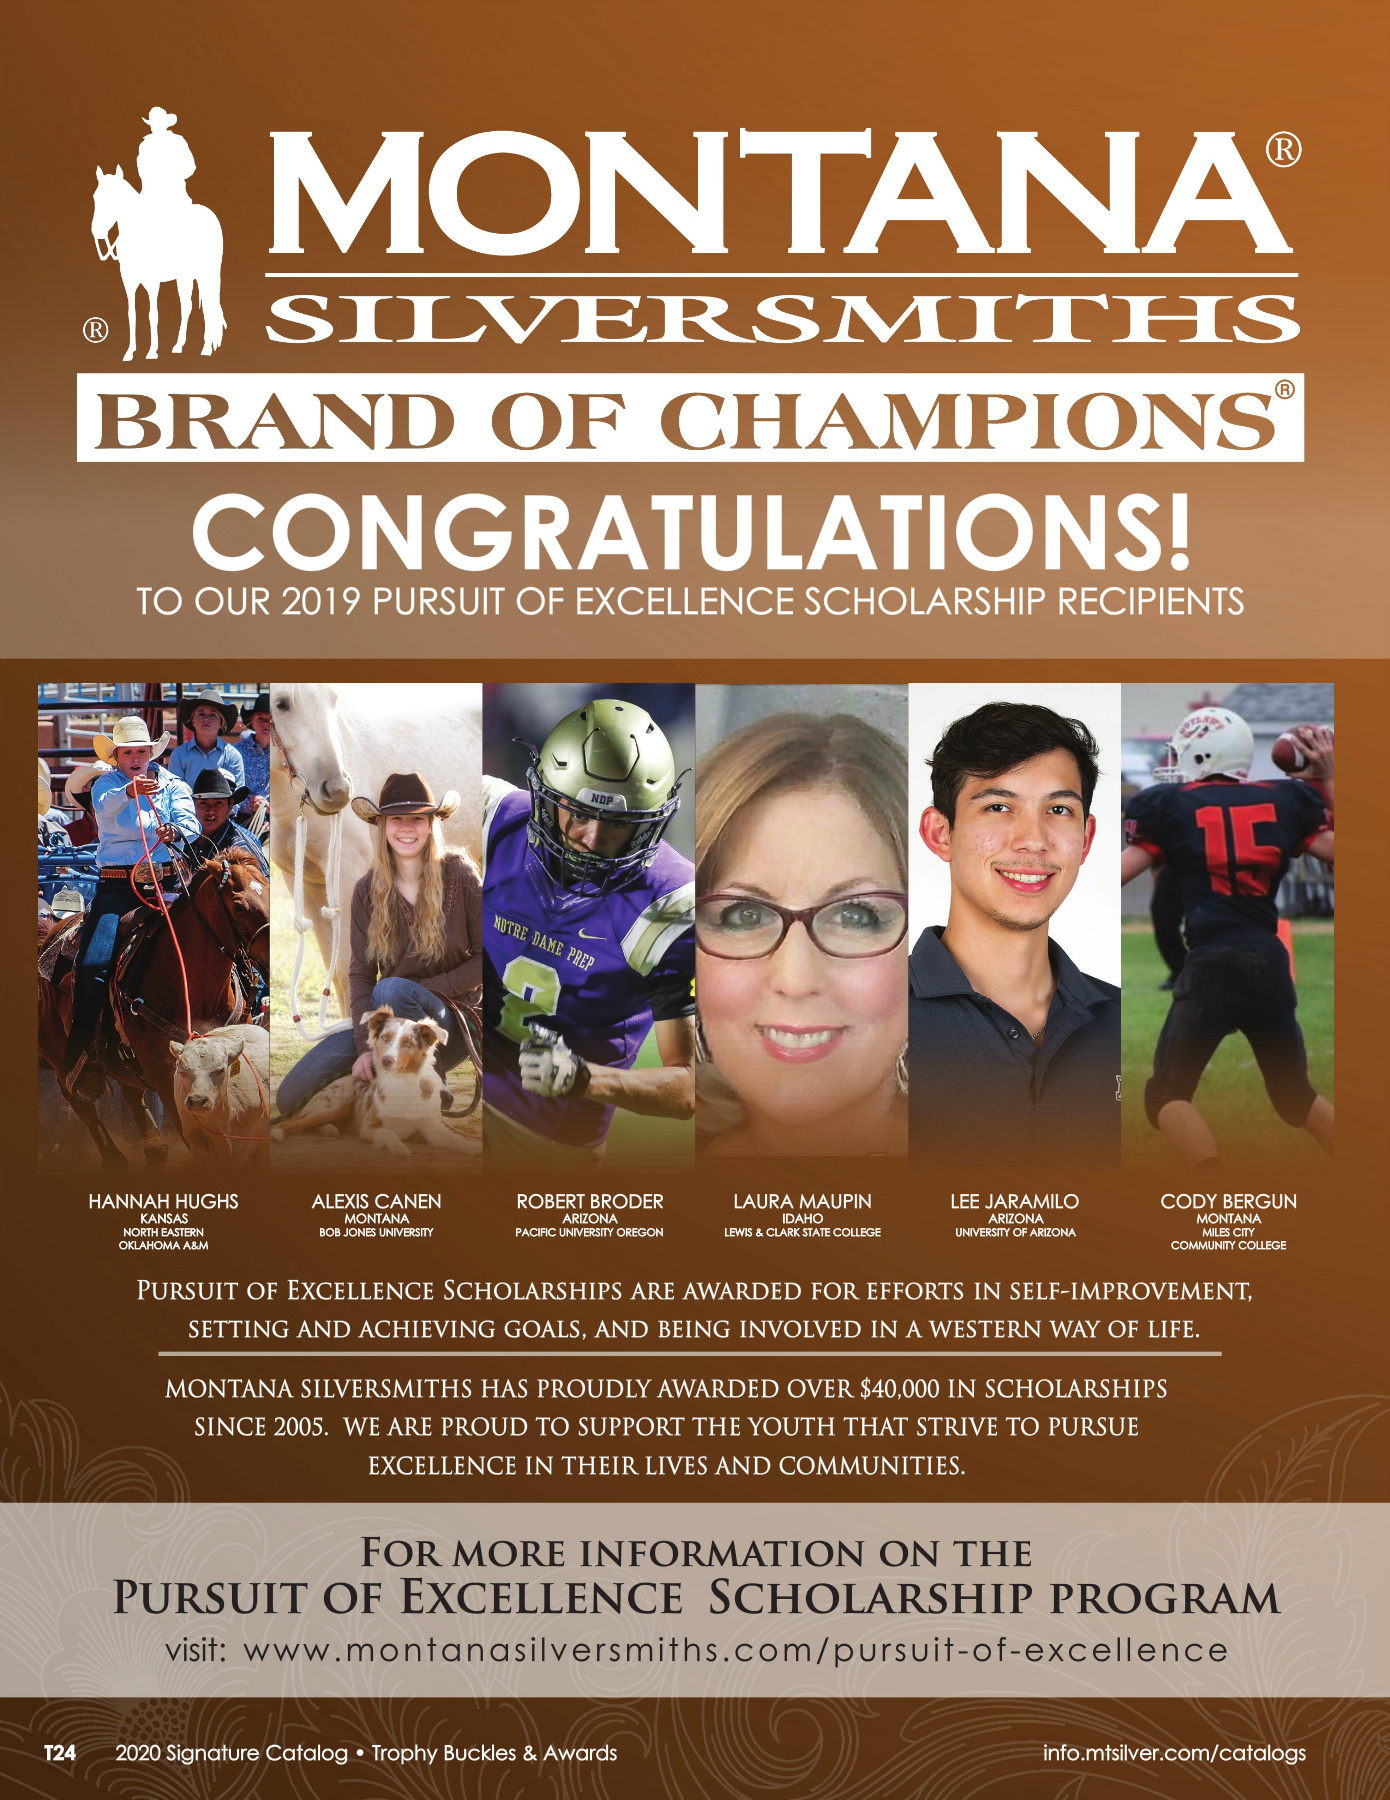 MONTANA®
SILVERSMITHS
®
BRAND OF CHAMPIONS®
CONGRATULATIONS!
TO OUR 2019 PURSUIT OF EXCELLENCE SCHOLARSHIP RECIPIENTS
NDP
NOTRE DAME PREP
2
15
HANNAH HUGHS
KANSAS
NORTH EASTERN
OKLAHOMA A&M
ALEXIS CANEN
MONTANA
BOB JONES UNIVERSITY
ROBERT BRODER
ARIZONA
PACIFIC UNIVERSITY OREGON
LAURA MAUPIN
IDAHO
LEWIS & CLARK STATE COLLEGE
LEE JARAMILO
ARIZONA
UNIVERSITY OF ARIZONA
CODY BERGUN
MONTANA
MILES CITY
COMMUNITY COLLEGE
PURSUIT OF EXCELLENCE SCHOLARSHIPS ARE AWARDED FOR EFFORTS IN SELF-IMPROVEMENT,
SETTING AND ACHIEVING GOALS, AND BEING INVOLVED IN A WESTERN WAY OF LIFE.
MONTANA SILVERSMITHS HAS PROUDLY AWARDED OVER $40,000 IN SCHOLARSHIPS
SINCE 2005. WE ARE PROUD TO SUPPORT THE YOUTH THAT STRIVE TO PURSUE
EXCELLENCE IN THEIR LIVES AND COMMUNITIES.
FOR MORE INFORMATION ON THE
PURSUIT OF EXCELLENCE SCHOLARSHIP PROGRAM
visit: www.montanasilversmiths.com/pursuit-of-excellence
T24 2020 Signature Catalog • Trophy Buckles & Awards
info.mtsilver.com/catalogs